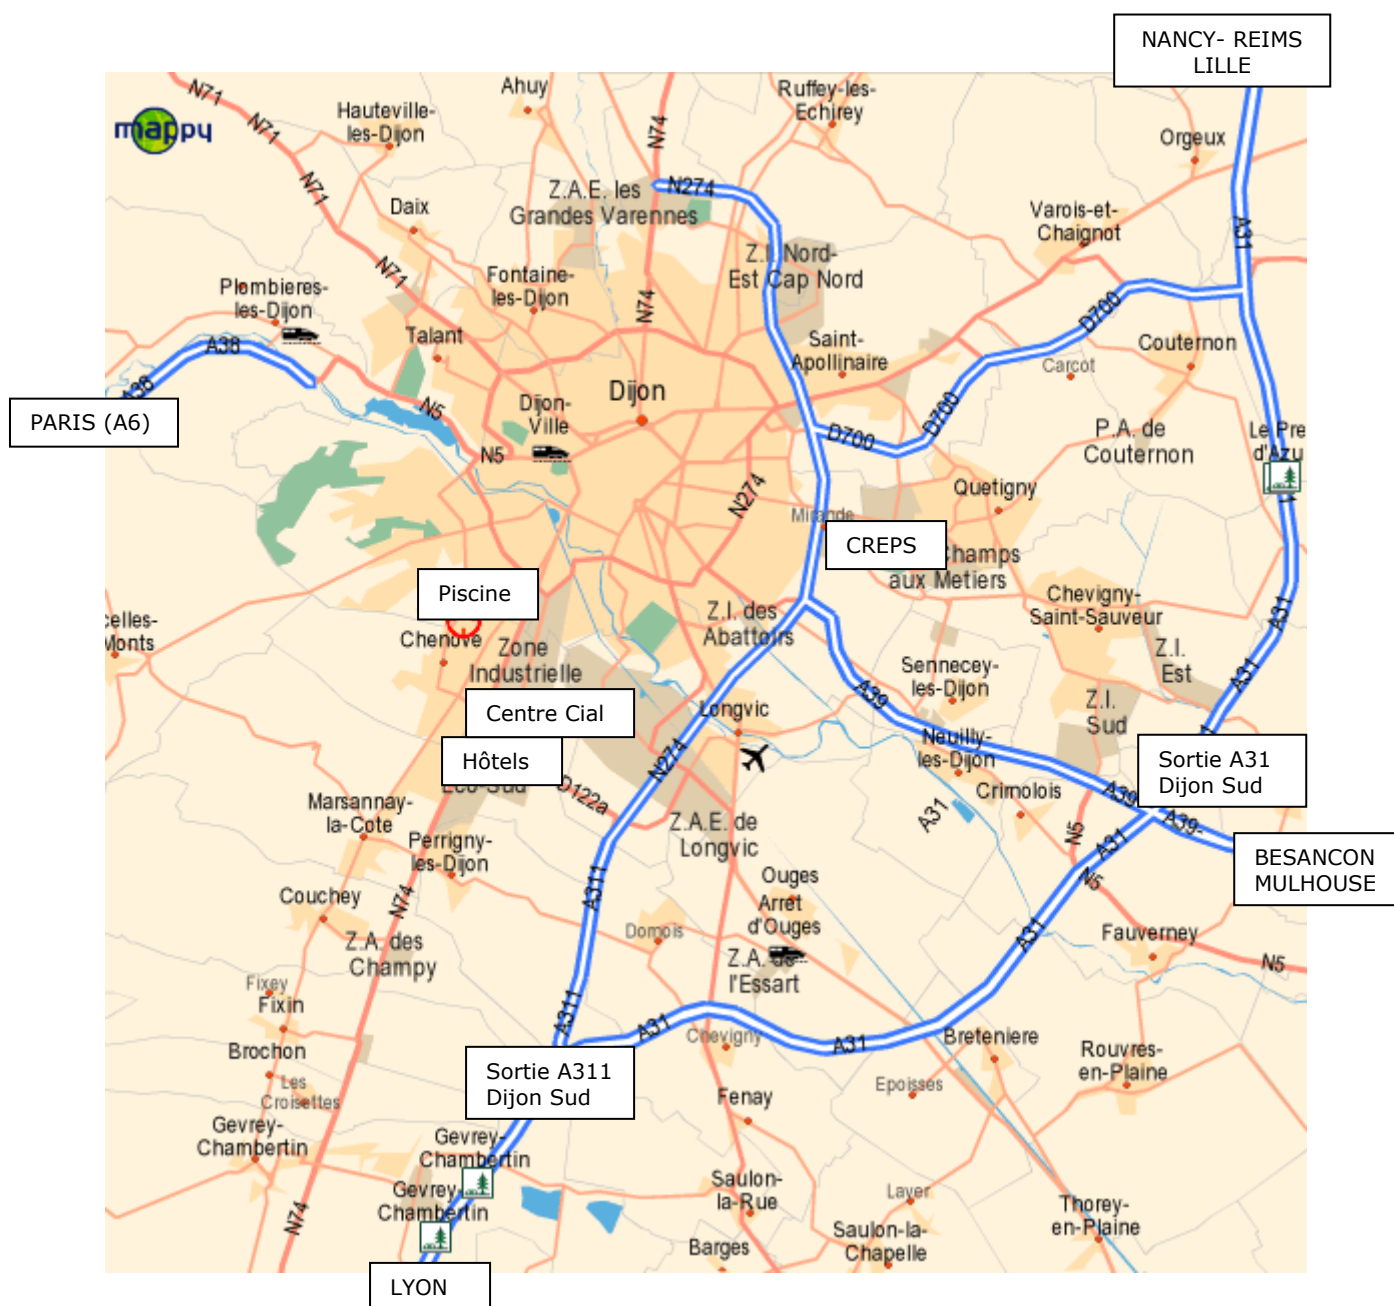 NANCY- REIMS
LILLE
mappy
N71
N71
N71
N71
Hauteville-
les-Dijon
Ahuy
N74
Ruffey-les-
Echirey
Orgeux
Z.A.E. les
Grandes Varennes
N274
Daix
Varois-et-
Chaignot
A31
Z.I. Nord-
Est Cap Nord
Plombieres-
les-Dijon
Fontaine-
les-Dijon
N74
D700
A38
A38
Talant
Saint-
Apollinaire
Carcot
Couternon
PARIS (A6)
N5
N5
Dijon-
Ville
Dijon
D700
D700
P.A. de
Couternon
Le Pre
d'Azu
N274
Quetigny
Mirande
CREPS
Champs
aux Metiers
Piscine
Chenove
celles-
Monts
Zone
Industrielle
Z.I. des
Abattoirs
Chevigny-
Saint-Sauveur
A31
Z.I.
Est
A31
Sennecey-
les-Dijon
A39
Z.I.
Sud
Centre Cial
Longvic
Hôtels
Eco-Sud
N274
Neuilly-
les-Dijon
Crimolois
Sortie A31
Dijon Sud
D122a
A31
A39
A39-
Marsannay-
la-Cote
Z.A.E. de
Longvic
N5
A31
Perrigny-
les-Dijon
BESANCON
MULHOUSE
N5
Couchey
N74
A311
Ouges
Arret
d'Ouges
Domois
A31
Fauverney
Z.A. des
Champy
Z.A. de
l'Essart
N5
Fixey
Fixin
A311
A31
Chevigny
A31
Breteniere
Brochon
Rouvres-
en-Plaine
Sortie A311
Dijon Sud
Les
Croisettes
Epoisses
Fenay
Gevrey-
Chambertin
Gevrey-
Chambertin
Gevrey-
Chambertin
Saulon-
la-Rue
Layer
Thorey-
en-Plaine
N74
Saulon-la-
Chapelle
Barges
LYON